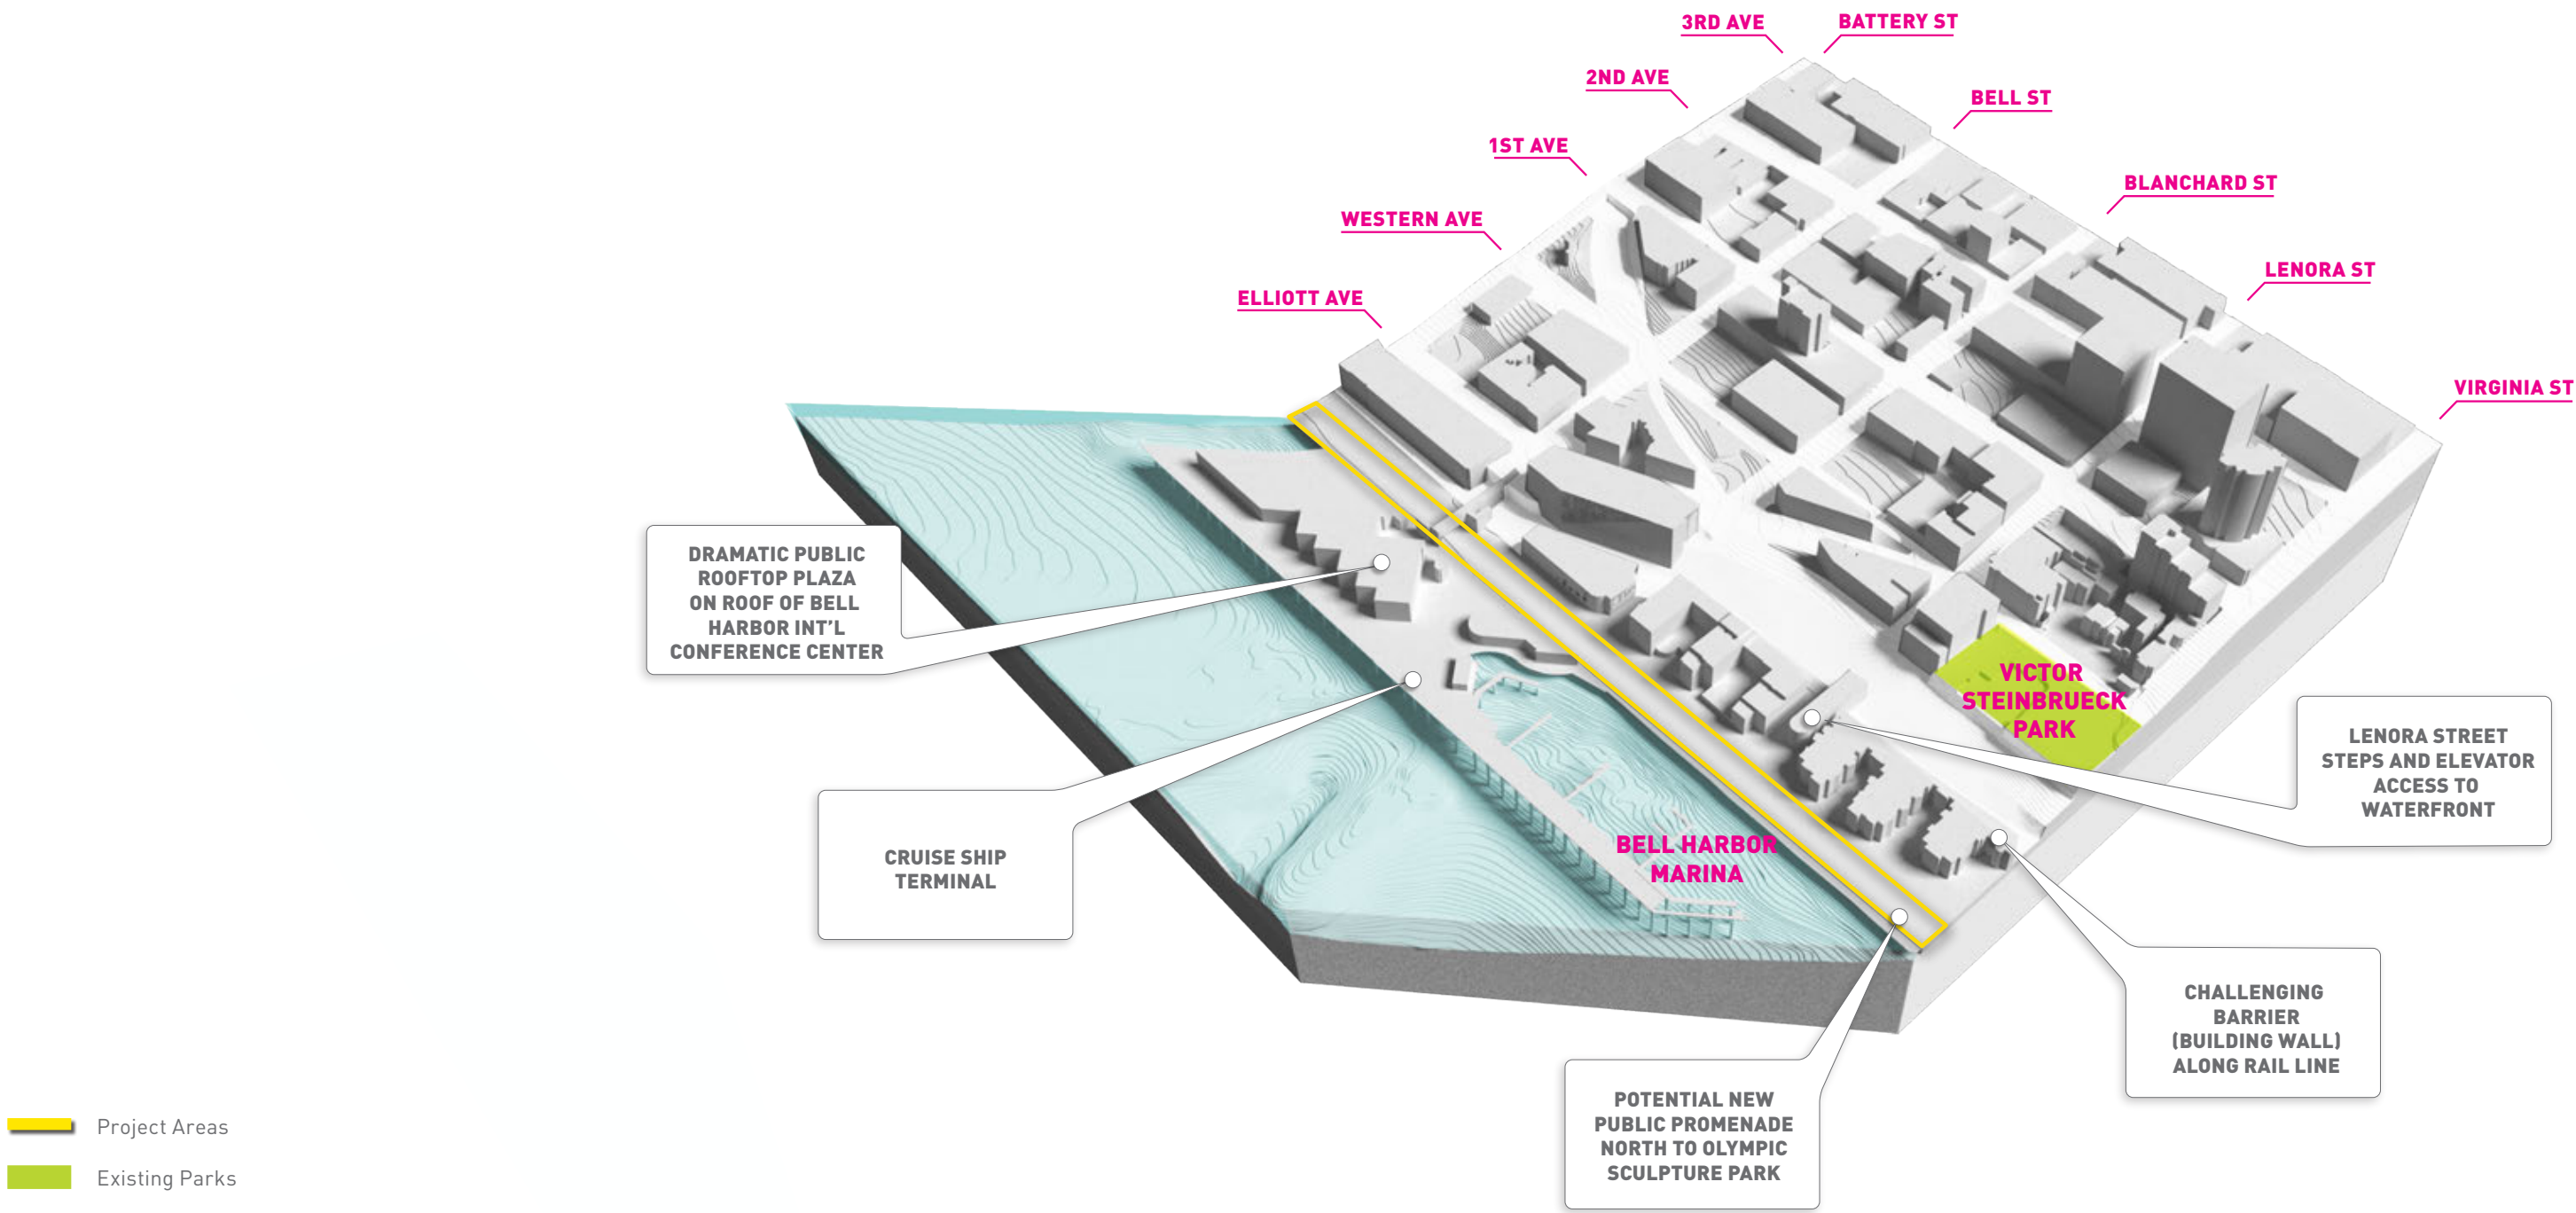 3RD AVE
BATTERY ST
2ND AVE
BELL ST
1ST AVE
BLANCHARD ST
WESTERN AVE
LENORA ST
ELLIOTT AVE
VIRGINIA ST
DRAMATIC PUBLIC
ROOFTOP PLAZA
ON ROOF OF BELL
HARBOR INT'L
CONFERENCE CENTER
VICTOR
STEINBRUECK
PARK
LENORA STREET
STEPS AND ELEVATOR
ACCESS TO
WATERFRONT
CRUISE SHIP
TERMINAL
BELL HARBOR
MARINA
CHALLENGING
BARRIER
(BUILDING WALL)
ALONG RAIL LINE
POTENTIAL NEW
PUBLIC PROMENADE
NORTH TO OLYMPIC
SCULPTURE PARK
Project Areas
Existing Parks